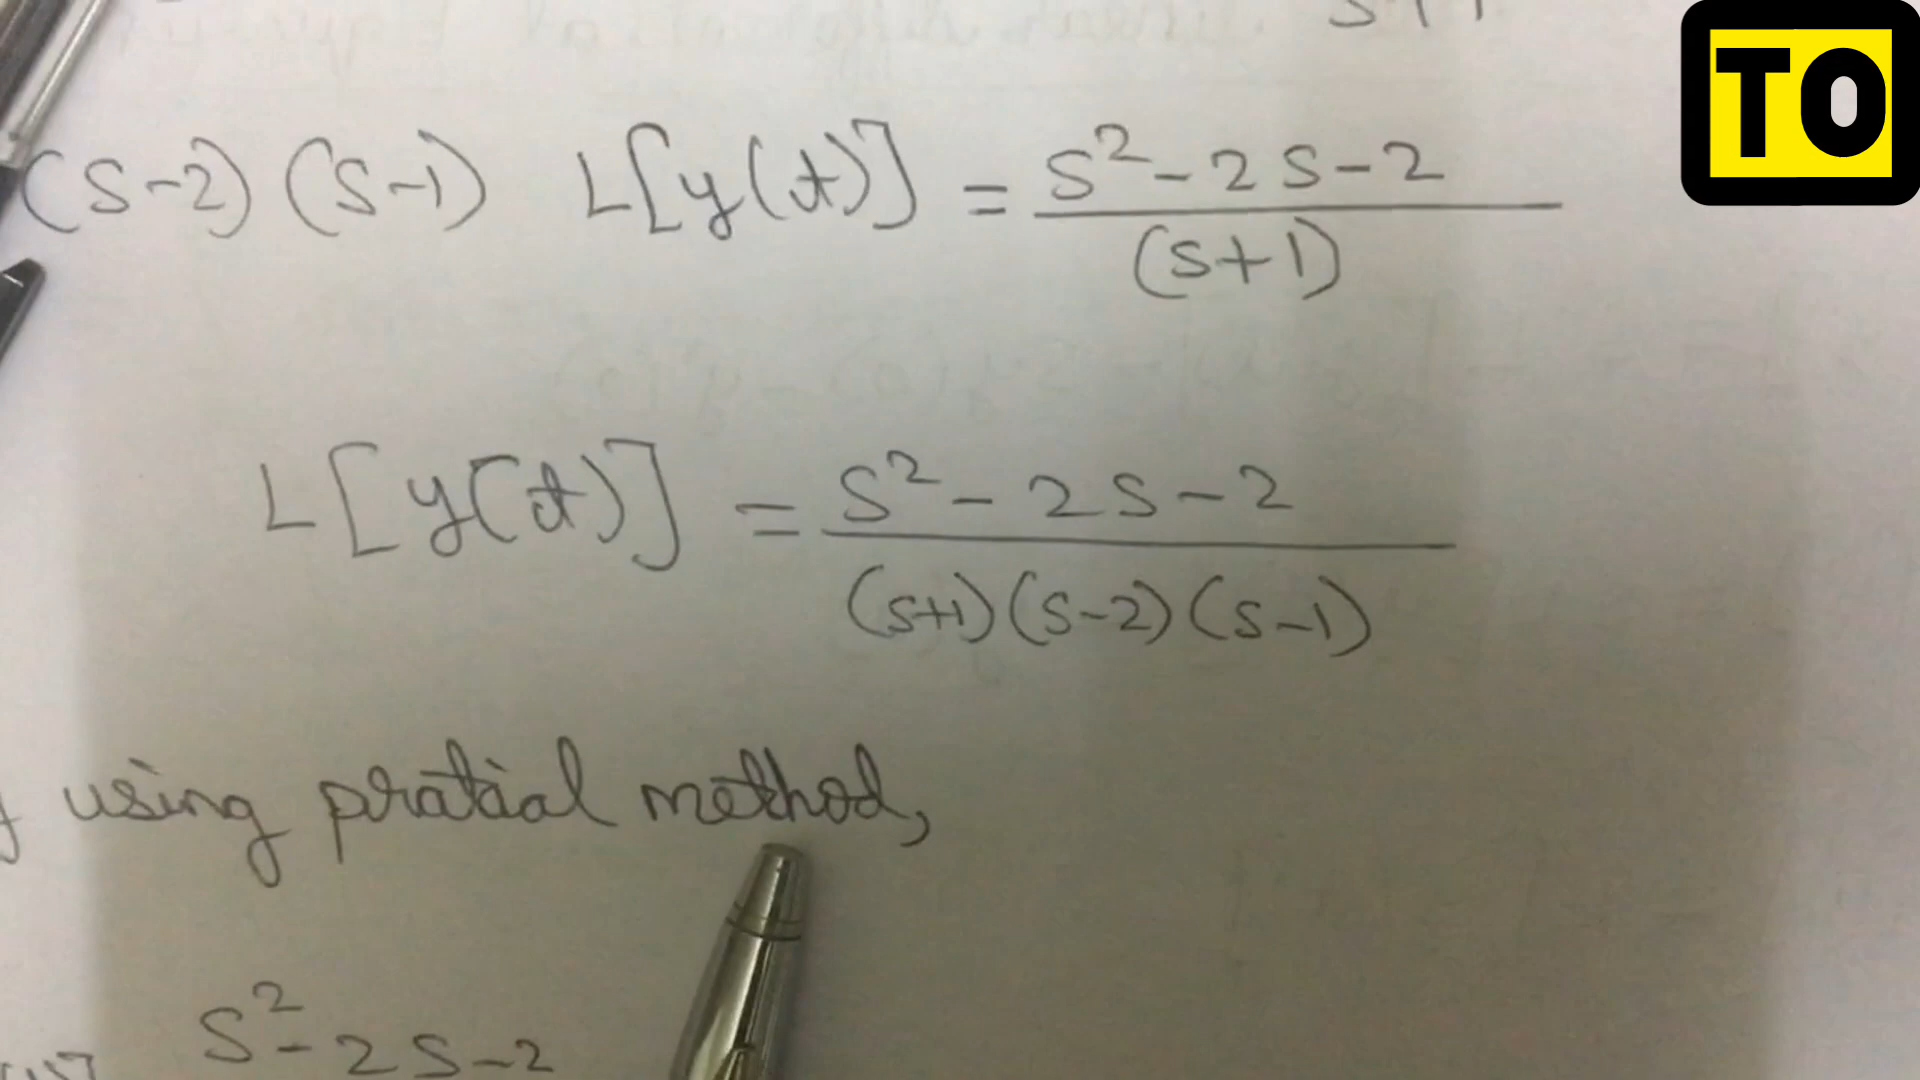 TO
(S-2) (S-1) L[y(t)] = S²-2S-2
(S+1)
L[y(t)] = S²-2S-2
(S+1)(S-2)(S-1)
using pratial method,
S²-2S-2